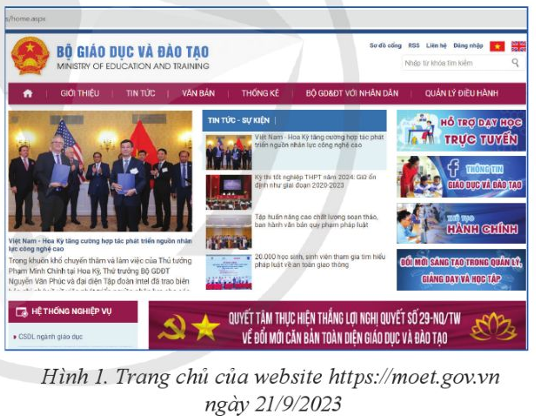 /home.aspx
Sơ đồ cổng RSS Liên hệ Đăng nhập
BỘ GIÁO DỤC VÀ ĐÀO TẠO
MINISTRY OF EDUCATION AND TRAINING
Nhập từ khóa tìm kiếm
GIỚI THIỆU TIN TỨC VĂN BẢN THỐNG KÊ BỘ GD&ĐT VỚI NHÂN DÂN QUẢN LÝ ĐIỀU HÀNH
Việt Nam - Hoa Kỳ tăng cường hợp tác phát triển nguồn nhân
lực công nghệ cao
Trong khuôn khổ chuyến thăm và làm việc của Thủ tướng
Phạm Minh Chính tại Hoa Kỳ, Thứ trưởng Bộ GDĐT
Nguyễn Văn Phúc và đại diện Tập đoàn Intel đã trao biên
TIN TỨC - SỰ KIỆN
Việt Nam - Hoa Kỳ tăng cường hợp tác phát
triển nguồn nhân lực công nghệ cao
Kỳ thi tốt nghiệp THPT năm 2024: Giữ ổn
định như giai đoạn 2020-2023
Tập huấn nâng cao chất lượng soạn thảo,
ban hành văn bản quy phạm pháp luật
20.000 học sinh, sinh viên tham gia tìm hiểu
pháp luật về an toàn giao thông
HỖ TRỢ DẠY HỌC
TRỰC TUYẾN
THÔNG TIN
GIÁO DỤC VÀ ĐÀO TẠO
THỦ TỤC
HÀNH CHÍNH
ĐỔI MỚI SÁNG TẠO TRONG QUẢN LÝ,
GIẢNG DẠY VÀ HỌC TẬP
HỆ THỐNG NGHIỆP VỤ
CSDL ngành giáo dục
QUYẾT TÂM THỰC HIỆN THẮNG LỢI NGHỊ QUYẾT SỐ 29-NQ/TW
VỀ ĐỔI MỚI CĂN BẢN TOÀN DIỆN GIÁO DỤC VÀ ĐÀO TẠO
Hình 1. Trang chủ của website https://moet.gov.vn
ngày 21/9/2023